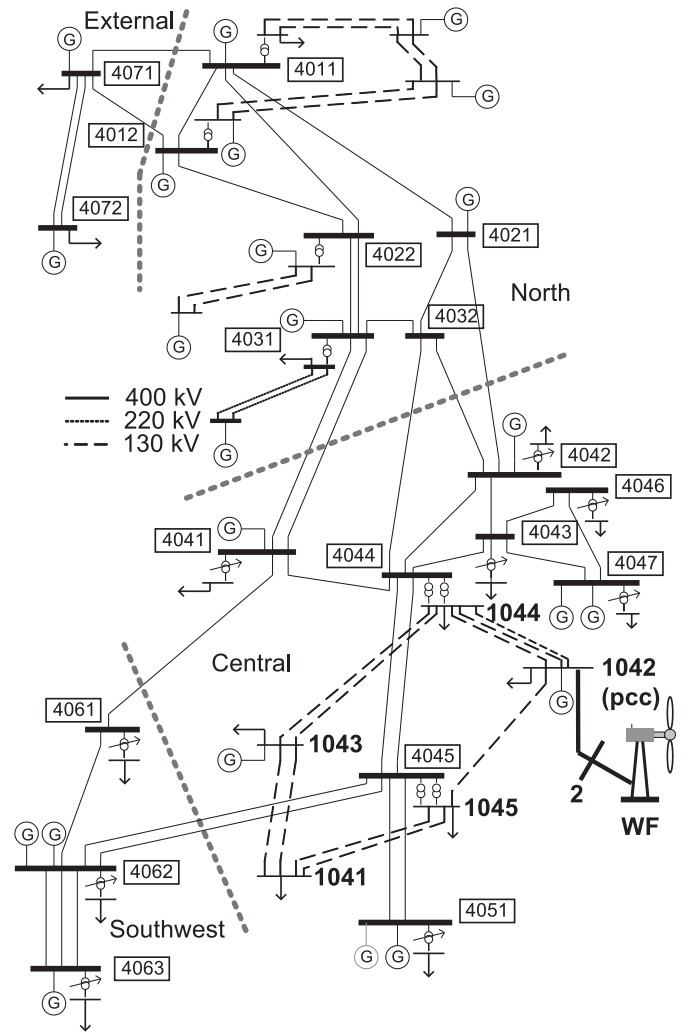 External
G
G
G
4071
4011
G
G
4012
G
G
4072
G
G
4021
G
4022
G
North
G
4031
4032
G
400 kV
220 kV
130 kV
G
G
4042
4046
G
4041
4043
4044
4047
G
G
1044
Central
1042
(pcc)
G
4061
1043
G
4045
2
WF
1045
G
G
4062
1041
4051
Southwest
G
G
4063
G